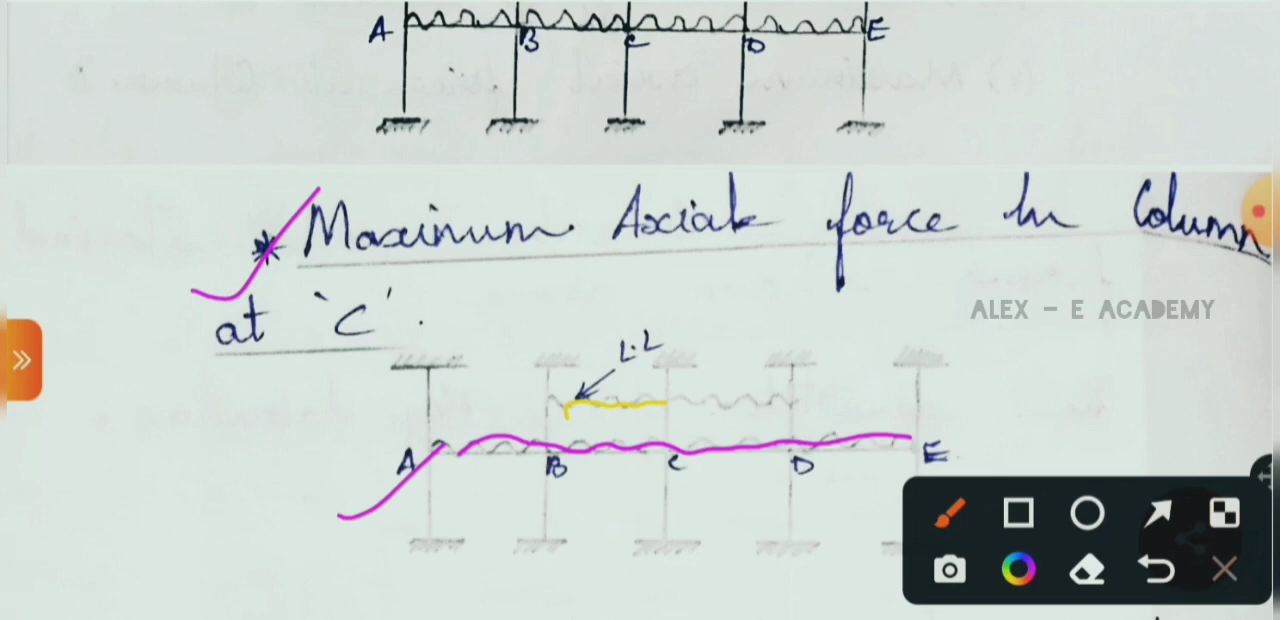 A B C D E
* Maximum Axial force In Column
at 'C'.
ALEX - E ACADEMY
L.L
A B C D E